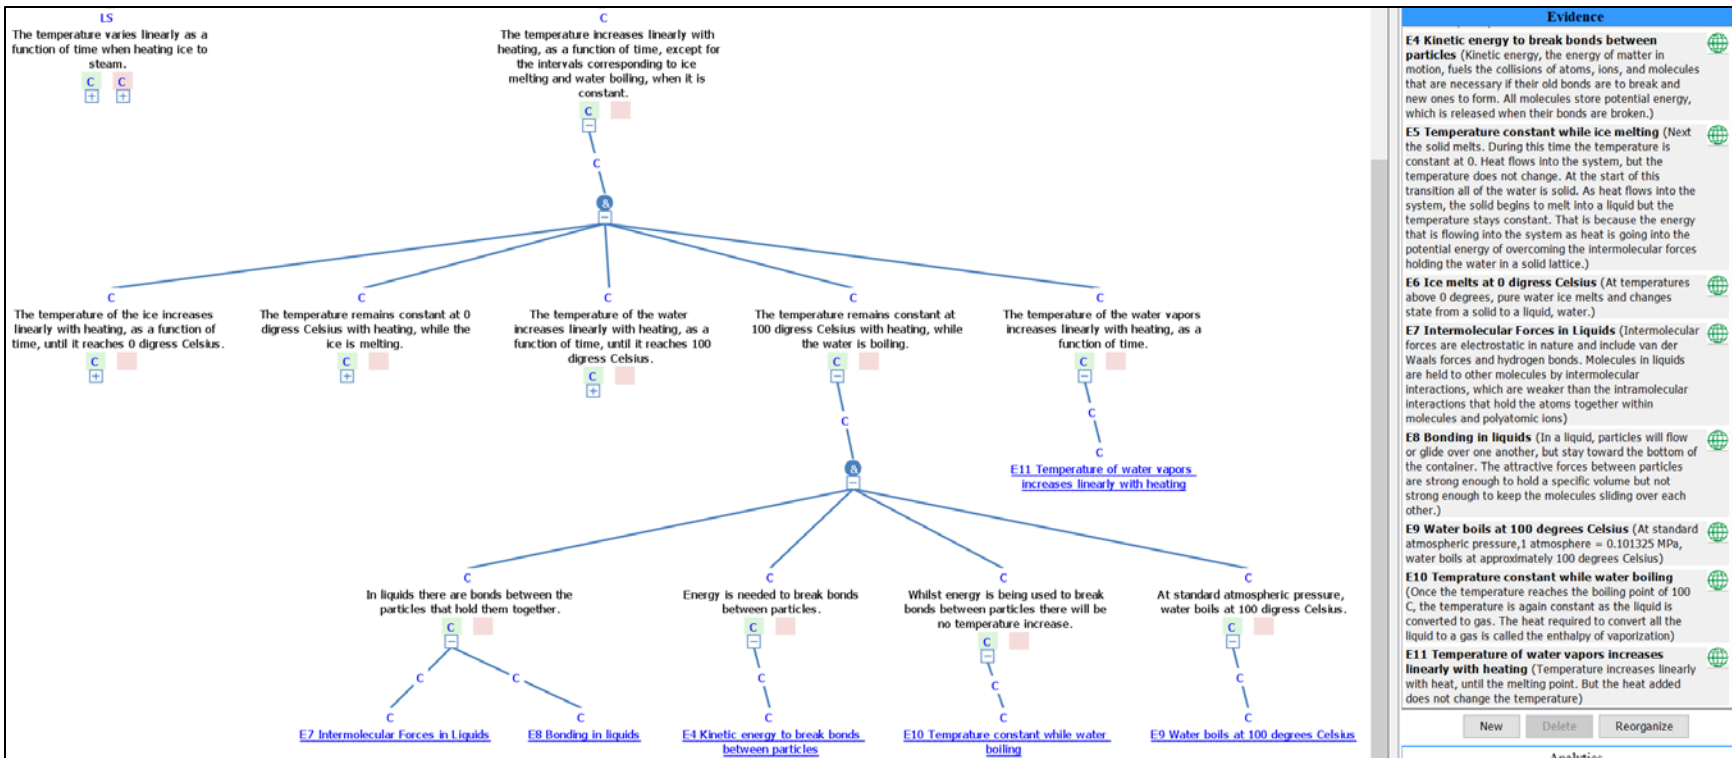 LS
The temperature varies linearly as a
function of time when heating ice to
steam.
C C
C
The temperature increases linearly with
heating, as a function of time, except for
the intervals corresponding to ice
melting and water boiling, when it is
constant.
C
C
&
C
The temperature of the ice increases
linearly with heating, as a function of
time, until it reaches 0 digress Celsius.
C
C
The temperature remains constant at 0
digress Celsius with heating, while the
ice is melting.
C
C
The temperature of the water
increases linearly with heating, as a
function of time, until it reaches 100
digress Celsius.
C
C
The temperature remains constant at
100 digress Celsius with heating, while
the water is boiling.
C
C
&
C
The temperature of the water vapors
increases linearly with heating, as a
function of time.
C
C
C
E11 Temperature of water vapors
increases linearly with heating
C
In liquids there are bonds between the
particles that hold them together.
C
C
C
C
E7 Intermolecular Forces in Liquids
C
E8 Bonding in liquids
C
Energy is needed to break bonds
between particles.
C
C
C
E4 Kinetic energy to break bonds
between particles
C
Whilst energy is being used to break
bonds between particles there will be
no temperature increase.
C
C
C
E10 Temprature constant while water
boiling
C
At standard atmospheric pressure,
water boils at 100 digress Celsius.
C
C
C
E9 Water boils at 100 degrees Celsius
Evidence
E4 Kinetic energy to break bonds between
particles (Kinetic energy, the energy of matter in
motion, fuels the collisions of atoms, ions, and molecules
that are necessary if their old bonds are to break and
new ones to form. All molecules store potential energy,
which is released when their bonds are broken.)
E5 Temperature constant while ice melting (Next
the solid melts. During this time the temperature is
constant at 0. Heat flows into the system, but the
temperature does not change. At the start of this
transition all of the water is solid. As heat flows into the
system, the solid begins to melt into a liquid but the
temperature stays constant. That is because the energy
that is flowing into the system as heat is going into the
potential energy of overcoming the intermolecular forces
holding the water in a solid lattice.)
E6 Ice melts at 0 digress Celsius (At temperatures
above 0 degrees, pure water ice melts and changes
state from a solid to a liquid, water.)
E7 Intermolecular Forces in Liquids (Intermolecular
forces are electrostatic in nature and include van der
Waals forces and hydrogen bonds. Molecules in liquids
are held to other molecules by intermolecular
interactions, which are weaker than the intramolecular
interactions that hold the atoms together within
molecules and polyatomic ions)
E8 Bonding in liquids (In a liquid, particles will flow
or glide over one another, but stay toward the bottom of
the container. The attractive forces between particles
are strong enough to hold a specific volume but not
strong enough to keep the molecules sliding over each
other.)
E9 Water boils at 100 degrees Celsius (At standard
atmospheric pressure,1 atmosphere = 0.101325 MPa,
water boils at approximately 100 degrees Celsius)
E10 Temprature constant while water boiling
(Once the temperature reaches the boiling point of 100
C, the temperature is again constant as the liquid is
converted to gas. The heat required to convert all the
liquid to a gas is called the enthalpy of vaporization)
E11 Temperature of water vapors increases
linearly with heating (Temperature increases linearly
with heat, until the melting point. But the heat added
does not change the temperature)
New Delete Reorganize